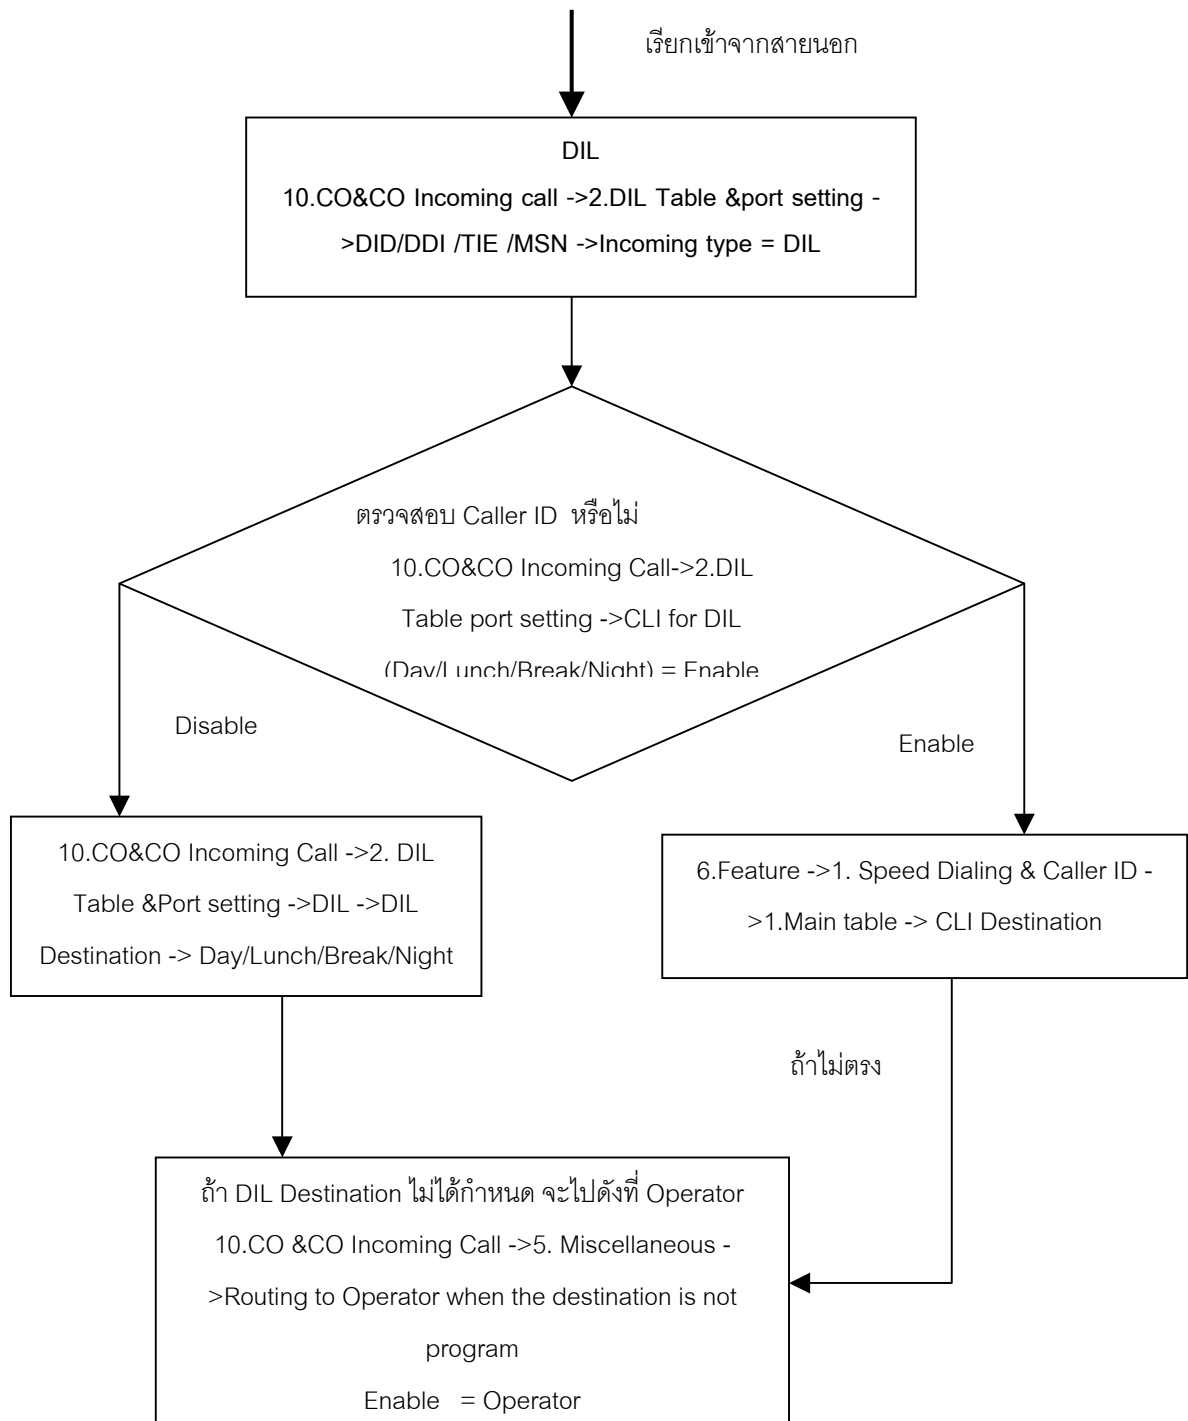 เรียกเข้าจากสายนอก
DIL
10.CO&CO Incoming call ->2.DIL Table &port setting -
>DID/DDI /TIE /MSN ->Incoming type = DIL
ตรวจสอบ Caller ID หรือไม่
10.CO&CO Incoming Call->2.DIL
Table port setting ->CLI for DIL
(Day/Lunch/Break/Night) = Enable
Disable
Enable
10.CO&CO Incoming Call ->2. DIL
Table &Port setting ->DIL ->DIL
Destination -> Day/Lunch/Break/Night
6.Feature ->1. Speed Dialing & Caller ID -
>1.Main table -> CLI Destination
ถ้าไม่ตรง
ถ้า DIL Destination ไม่ได้กำหนด จะไปดังที่ Operator
10.CO &CO Incoming Call ->5. Miscellaneous -
>Routing to Operator when the destination is not
program
Enable = Operator